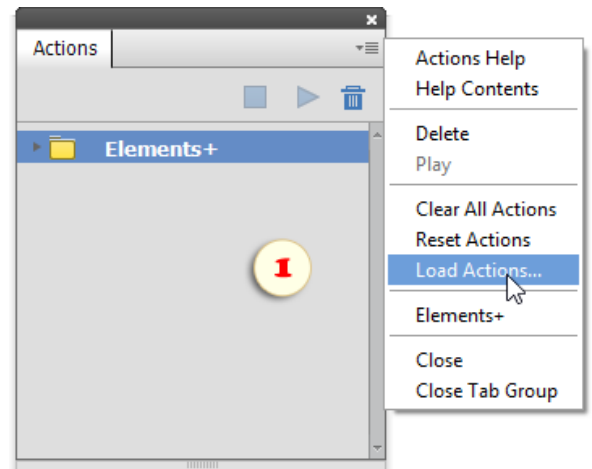 Actions
Elements+
1
Actions Help
Help Contents
Delete
Play
Clear All Actions
Reset Actions
Load Actions...
Elements+
Close
Close Tab Group